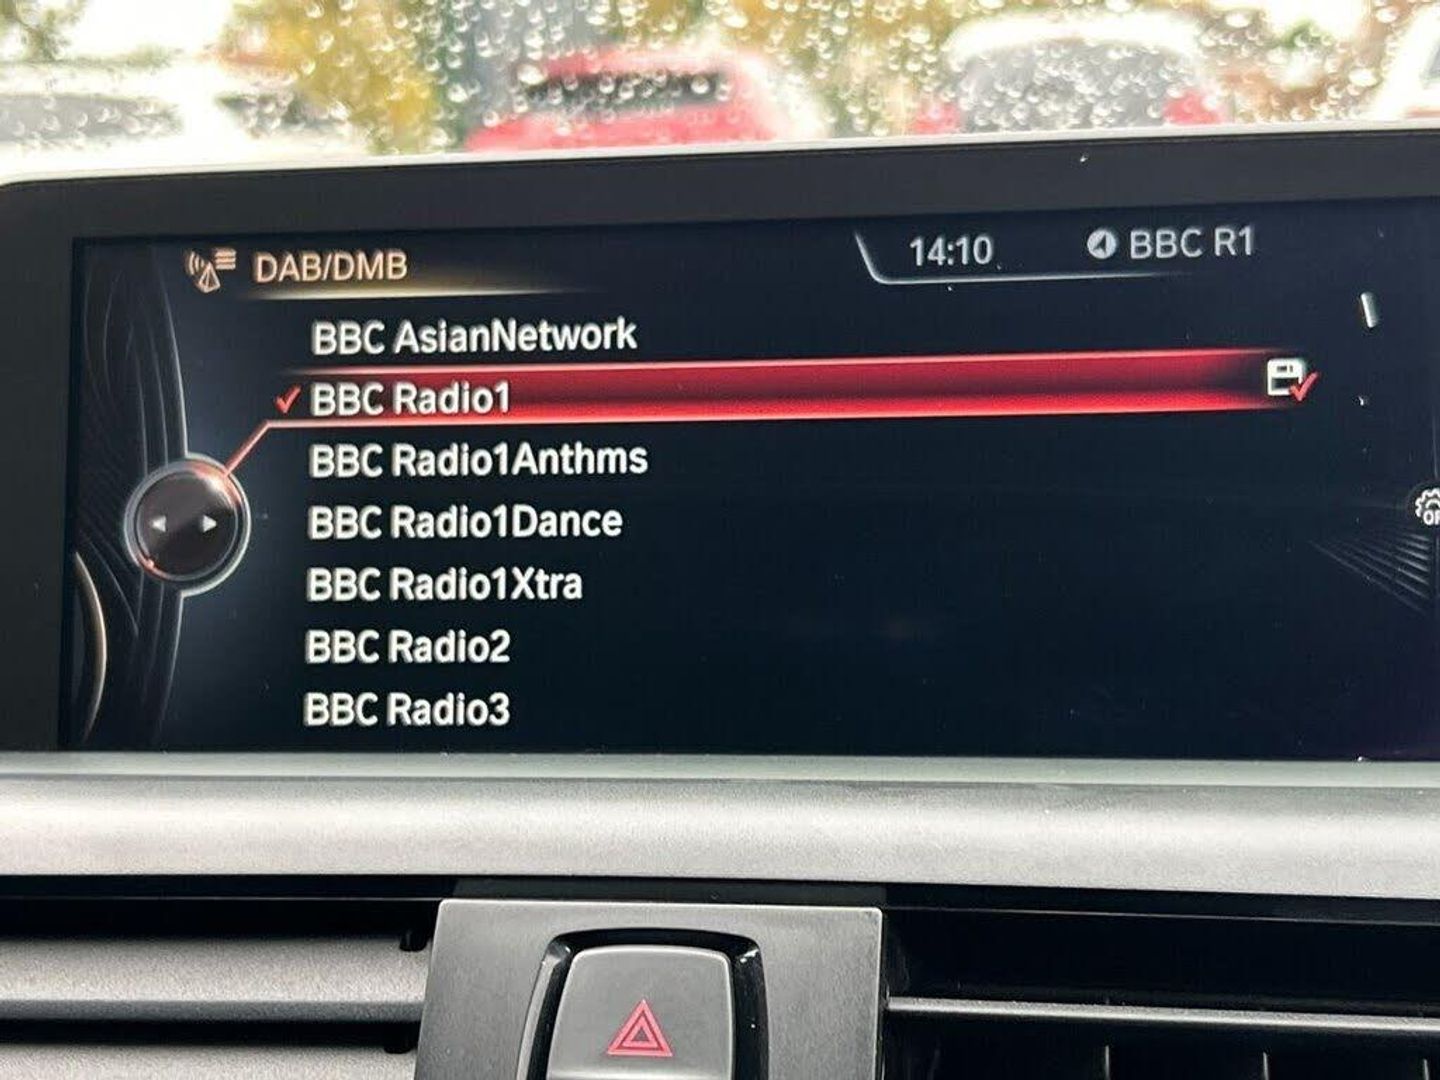 DAB/DMB
14:10
BBC R1
BBC AsianNetwork
BBC Radio1
BBC Radio1Anthms
BBC Radio1Dance
BBC Radio1Xtra
BBC Radio2
BBC Radio3